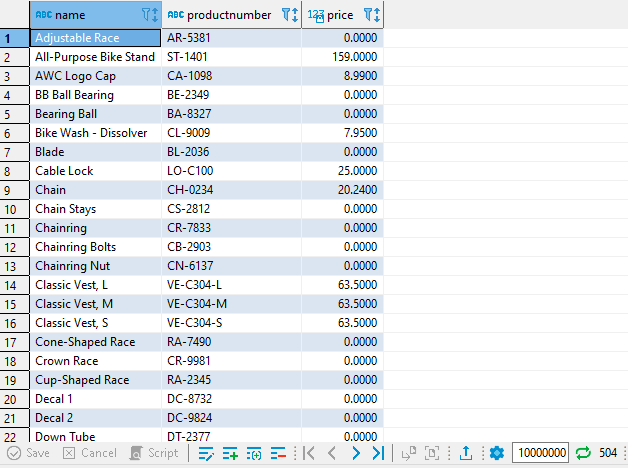 ABC name ABC productnumber 123 price
1 Adjustable Race AR-5381 0.0000
2 All-Purpose Bike Stand ST-1401 159.0000
3 AWC Logo Cap CA-1098 8.9900
4 BB Ball Bearing BE-2349 0.0000
5 Bearing Ball BA-8327 0.0000
6 Bike Wash - Dissolver CL-9009 7.9500
7 Blade BL-2036 0.0000
8 Cable Lock LO-C100 25.0000
9 Chain CH-0234 20.2400
10 Chain Stays CS-2812 0.0000
11 Chainring CR-7833 0.0000
12 Chainring Bolts CB-2903 0.0000
13 Chainring Nut CN-6137 0.0000
14 Classic Vest, L VE-C304-L 63.5000
15 Classic Vest, M VE-C304-M 63.5000
16 Classic Vest, S VE-C304-S 63.5000
17 Cone-Shaped Race RA-7490 0.0000
18 Crown Race CR-9981 0.0000
19 Cup-Shaped Race RA-2345 0.0000
20 Decal 1 DC-8732 0.0000
21 Decal 2 DC-9824 0.0000
22 Down Tube DT-2377 0.0000
Save Cancel Script 10000000 504